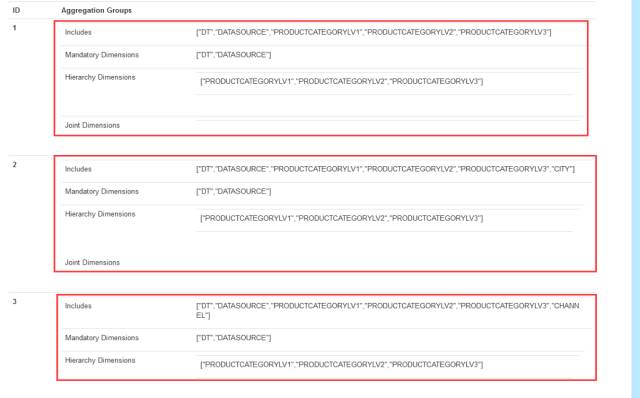 ID Aggregation Groups
1
Includes ["DT","DATASOURCE","PRODUCTCATEGORYLV1","PRODUCTCATEGORYLV2","PRODUCTCATEGORYLV3"]
Mandatory Dimensions ["DT","DATASOURCE"]
Hierarchy Dimensions ["PRODUCTCATEGORYLV1","PRODUCTCATEGORYLV2","PRODUCTCATEGORYLV3"]
Joint Dimensions
2
Includes ["DT","DATASOURCE","PRODUCTCATEGORYLV1","PRODUCTCATEGORYLV2","PRODUCTCATEGORYLV3","CITY"]
Mandatory Dimensions ["DT","DATASOURCE"]
Hierarchy Dimensions ["PRODUCTCATEGORYLV1","PRODUCTCATEGORYLV2","PRODUCTCATEGORYLV3"]
Joint Dimensions
3
Includes ["DT","DATASOURCE","PRODUCTCATEGORYLV1","PRODUCTCATEGORYLV2","PRODUCTCATEGORYLV3","CHANN
EL"]
Mandatory Dimensions ["DT","DATASOURCE"]
Hierarchy Dimensions ["PRODUCTCATEGORYLV1","PRODUCTCATEGORYLV2","PRODUCTCATEGORYLV3"]